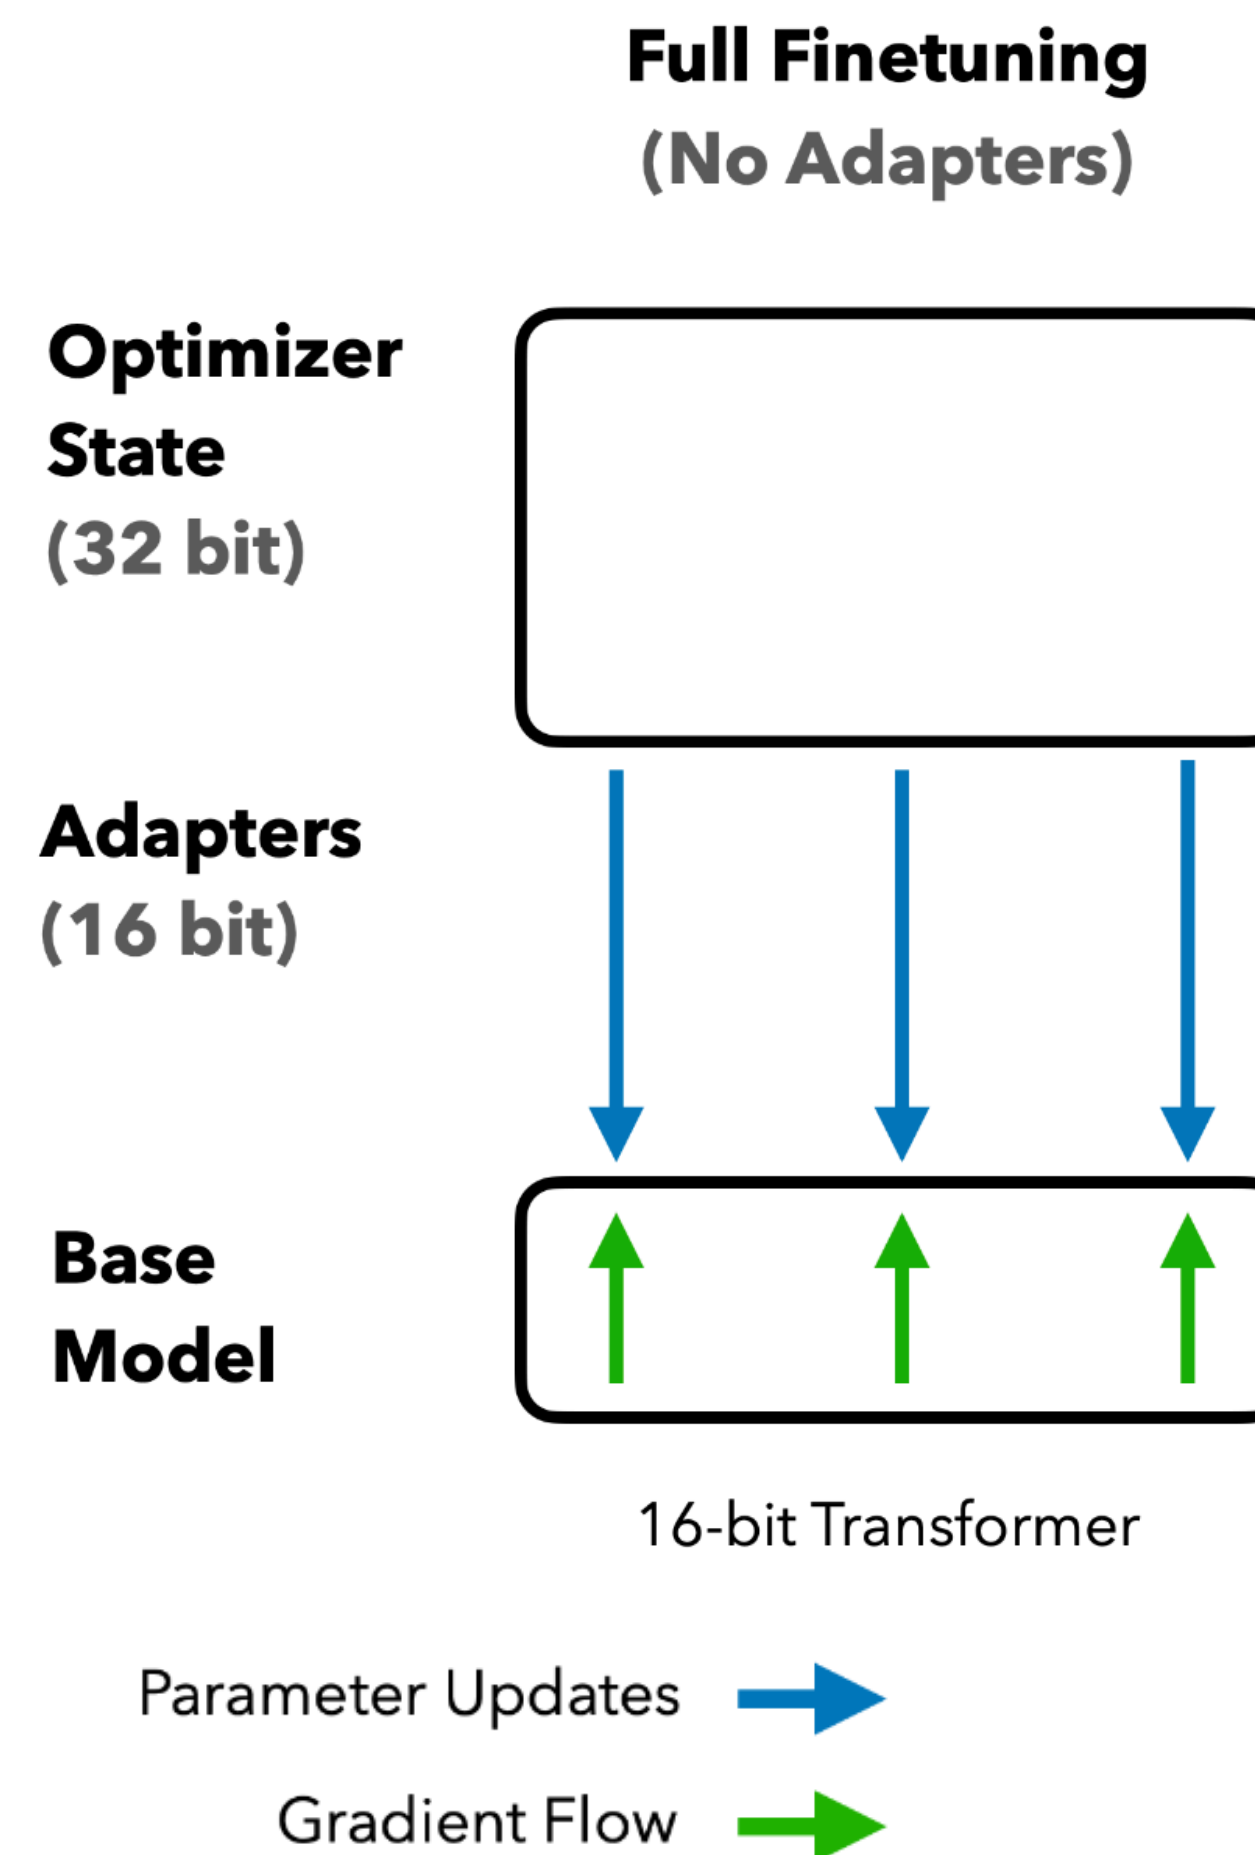 Full Finetuning
(No Adapters)
Optimizer
State
(32 bit)
Adapters
(16 bit)
Base
Model
16-bit Transformer
Parameter Updates
Gradient Flow